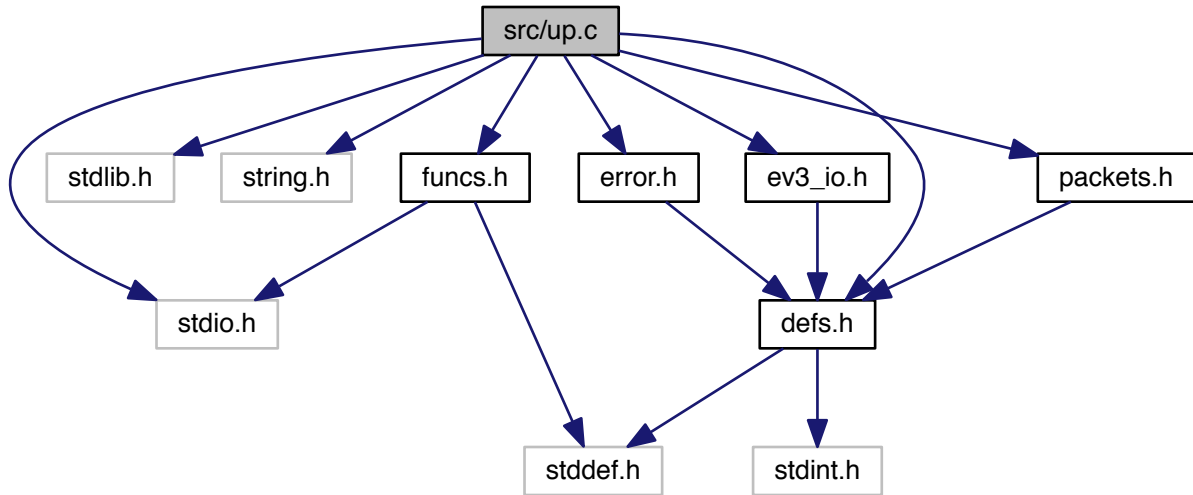 src/up.c
stdlib.h
string.h
funcs.h
error.h
ev3_io.h
packets.h
stdio.h
defs.h
stddef.h
stdint.h